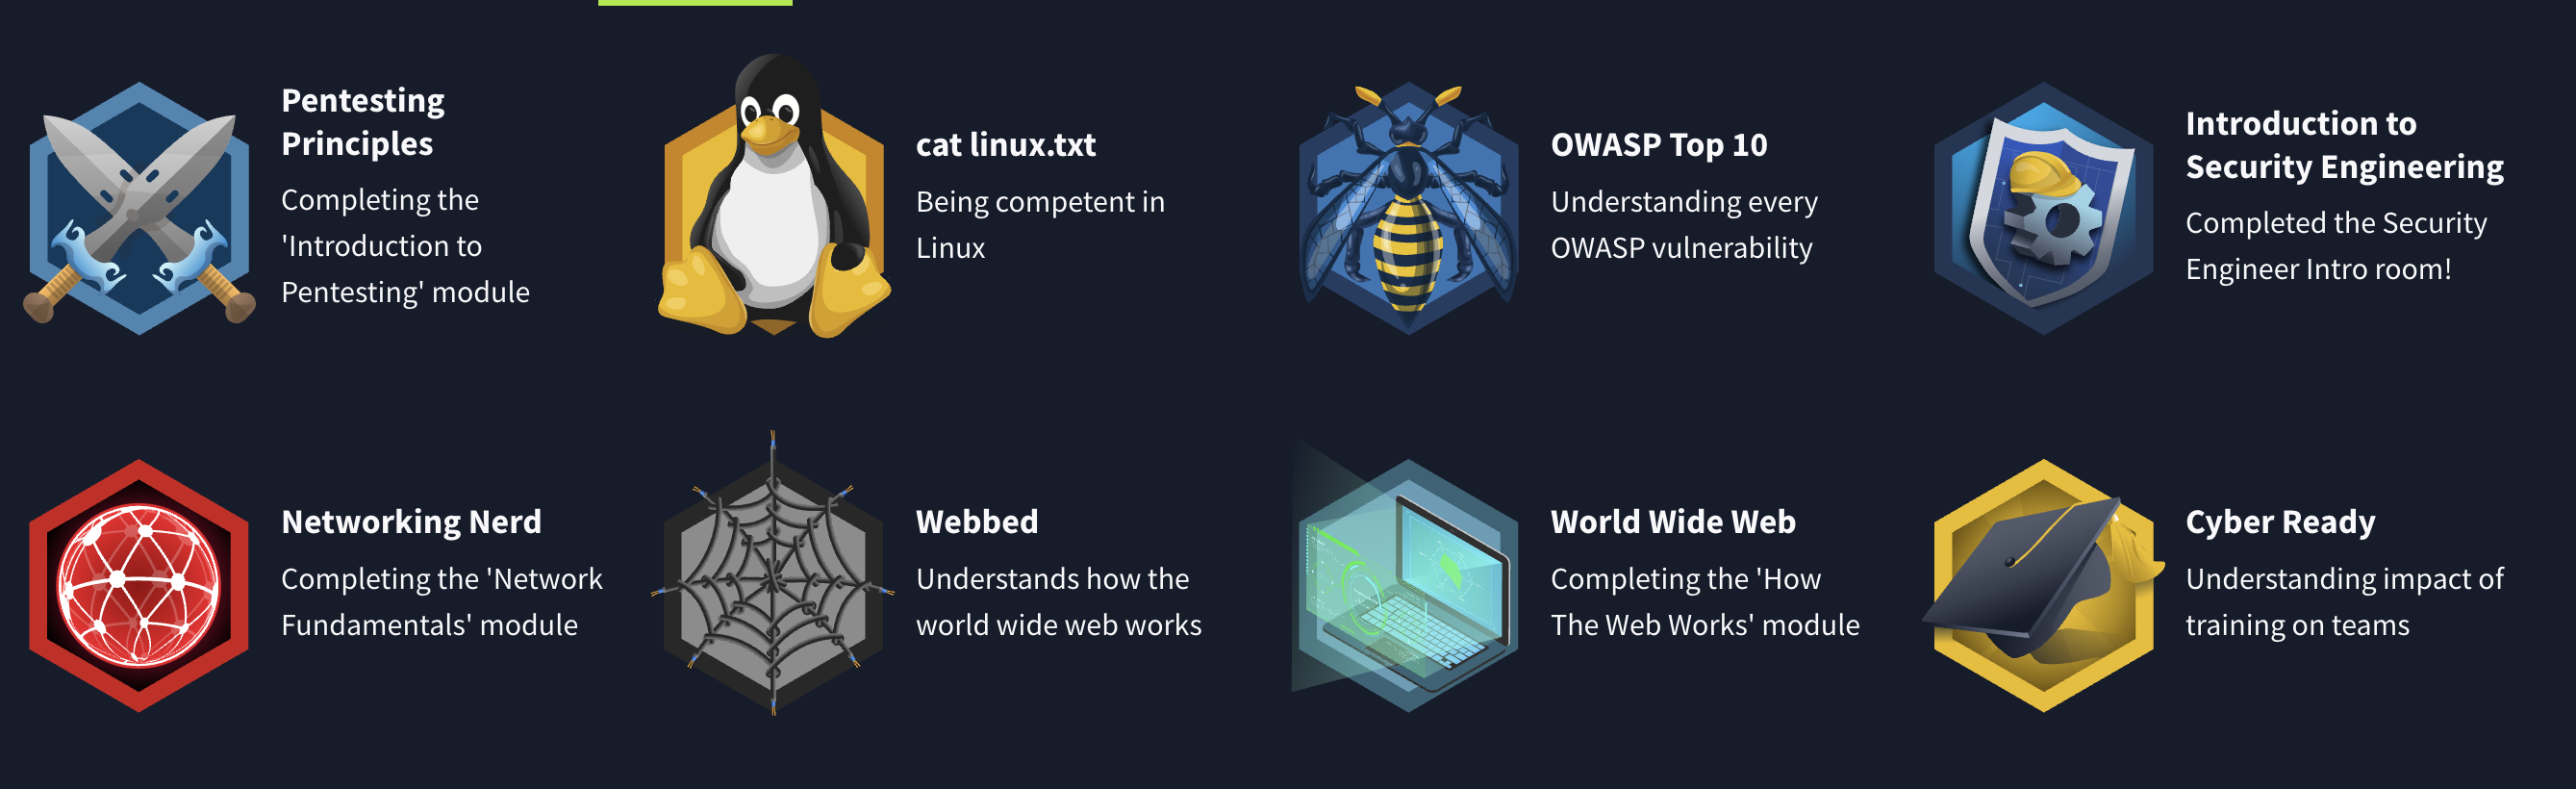 Pentesting
Principles
Completing the
'Introduction to
Pentesting' module
cat linux.txt
Being competent in
Linux
OWASP Top 10
Understanding every
OWASP vulnerability
Introduction to
Security Engineering
Completed the Security
Engineer Intro room!
Networking Nerd
Completing the 'Network
Fundamentals' module
Webbed
Understands how the
world wide web works
World Wide Web
Completing the 'How
The Web Works' module
Cyber Ready
Understanding impact of
training on teams